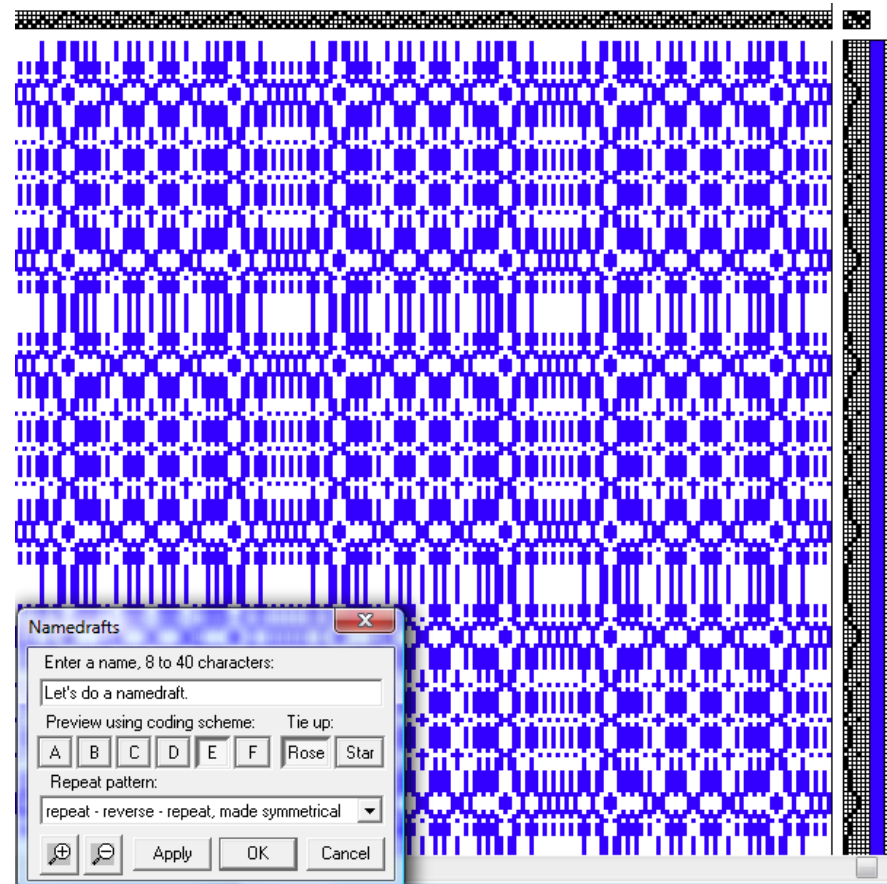 Namedrafts
Enter a name, 8 to 40 characters:
Let's do a namedraft.
Preview using coding scheme: Tie up:
A B C D E F Rose Star
Repeat pattern:
repeat - reverse - repeat, made symmetrical
Apply OK Cancel